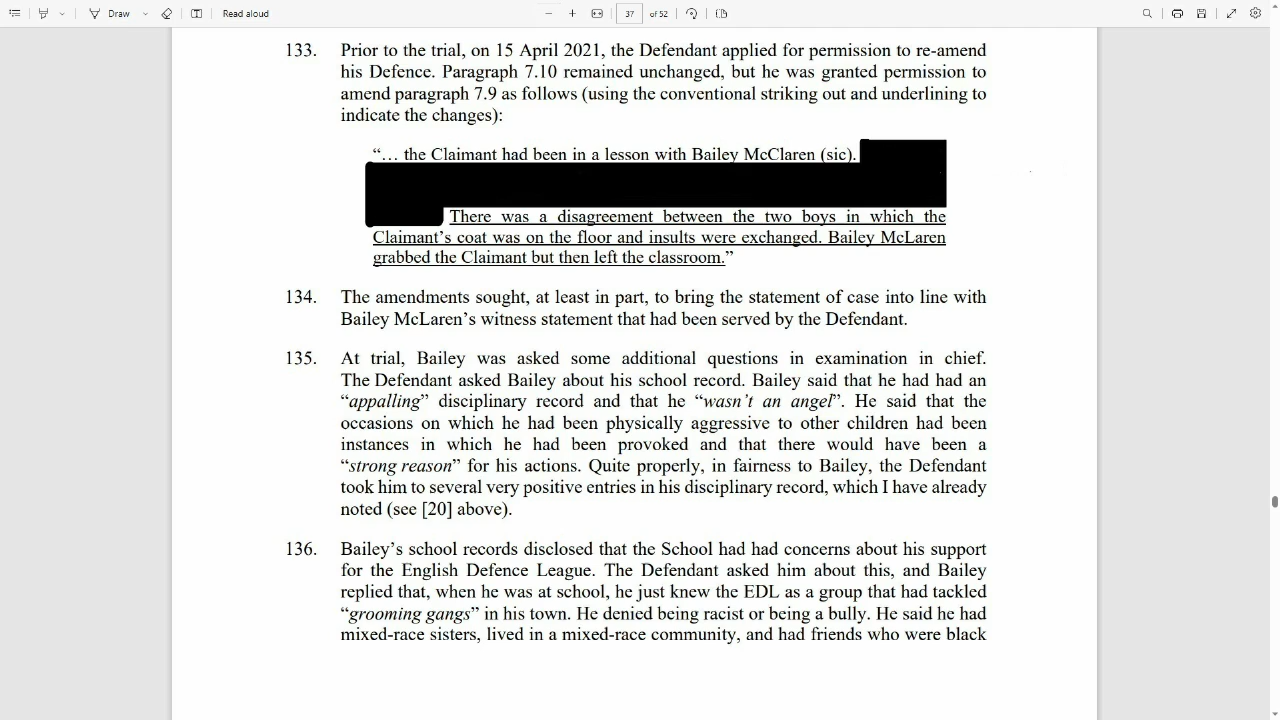 Draw
Read aloud
37
of 52
133. Prior to the trial, on 15 April 2021, the Defendant applied for permission to re-amend
his Defence. Paragraph 7.10 remained unchanged, but he was granted permission to
amend paragraph 7.9 as follows (using the conventional striking out and underlining to
indicate the changes):
“… the Claimant had been in a lesson with Bailey McClaren (sic).
There was a disagreement between the two boys in which the
Claimant’s coat was on the floor and insults were exchanged. Bailey McLaren
grabbed the Claimant but then left the classroom.”
134. The amendments sought, at least in part, to bring the statement of case into line with
Bailey McLaren’s witness statement that had been served by the Defendant.
135. At trial, Bailey was asked some additional questions in examination in chief.
The Defendant asked Bailey about his school record. Bailey said that he had had an
“appalling” disciplinary record and that he “wasn’t an angel”. He said that the
occasions on which he had been physically aggressive to other children had been
instances in which he had been provoked and that there would have been a
“strong reason” for his actions. Quite properly, in fairness to Bailey, the Defendant
took him to several very positive entries in his disciplinary record, which I have already
noted (see [20] above).
136. Bailey’s school records disclosed that the School had had concerns about his support
for the English Defence League. The Defendant asked him about this, and Bailey
replied that, when he was at school, he just knew the EDL as a group that had tackled
“grooming gangs” in his town. He denied being racist or being a bully. He said he had
mixed-race sisters, lived in a mixed-race community, and had friends who were black